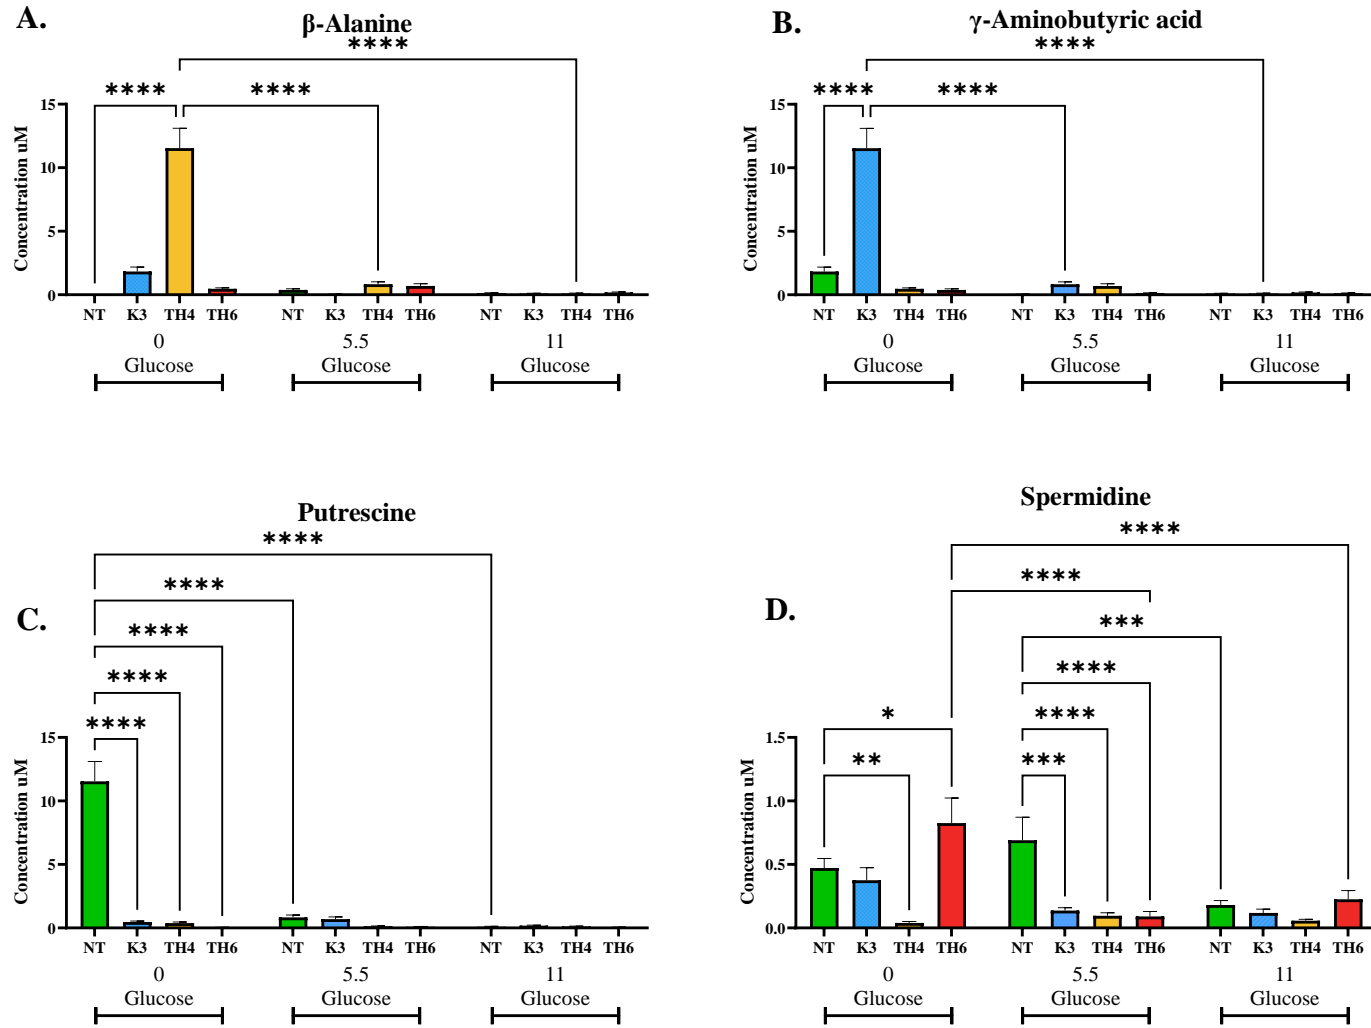 A.
β-Alanine
****
**** ****
15
10
5
0
Concentration uM
NT K3 TH4 TH6 NT K3 TH4 TH6 NT K3 TH4 TH6
0 5.5 11
Glucose Glucose Glucose
B.
γ-Aminobutyric acid
****
**** ****
15
10
5
0
Concentration uM
NT K3 TH4 TH6 NT K3 TH4 TH6 NT K3 TH4 TH6
0 5.5 11
Glucose Glucose Glucose
C.
Putrescine
****
****
****
****
****
15
10
5
0
Concentration uM
NT K3 TH4 TH6 NT K3 TH4 TH6 NT K3 TH4 TH6
0 5.5 11
Glucose Glucose Glucose
D.
Spermidine
****
****
***
****
* ****
** ***
1.5
1.0
0.5
0.0
Concentration uM
NT K3 TH4 TH6 NT K3 TH4 TH6 NT K3 TH4 TH6
0 5.5 11
Glucose Glucose Glucose